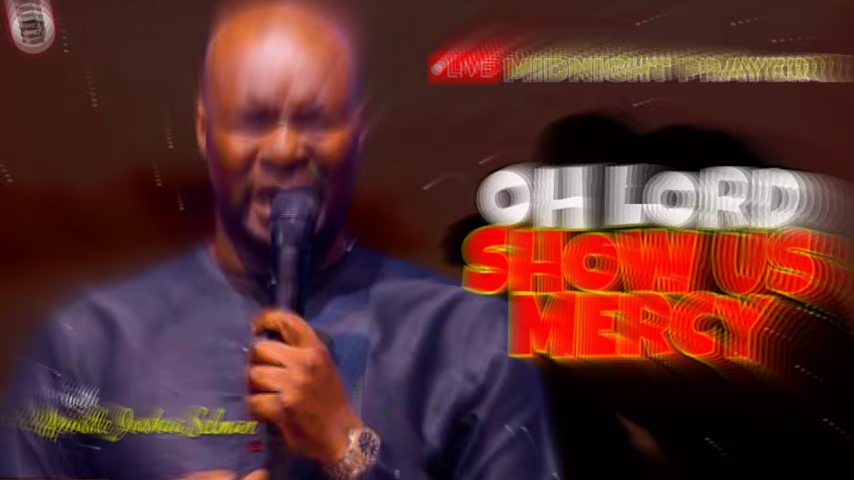 LIVE MIDNIGHT PRAYER
OH LORD
SHOW US
MERCY
Apostle Joshua Selman